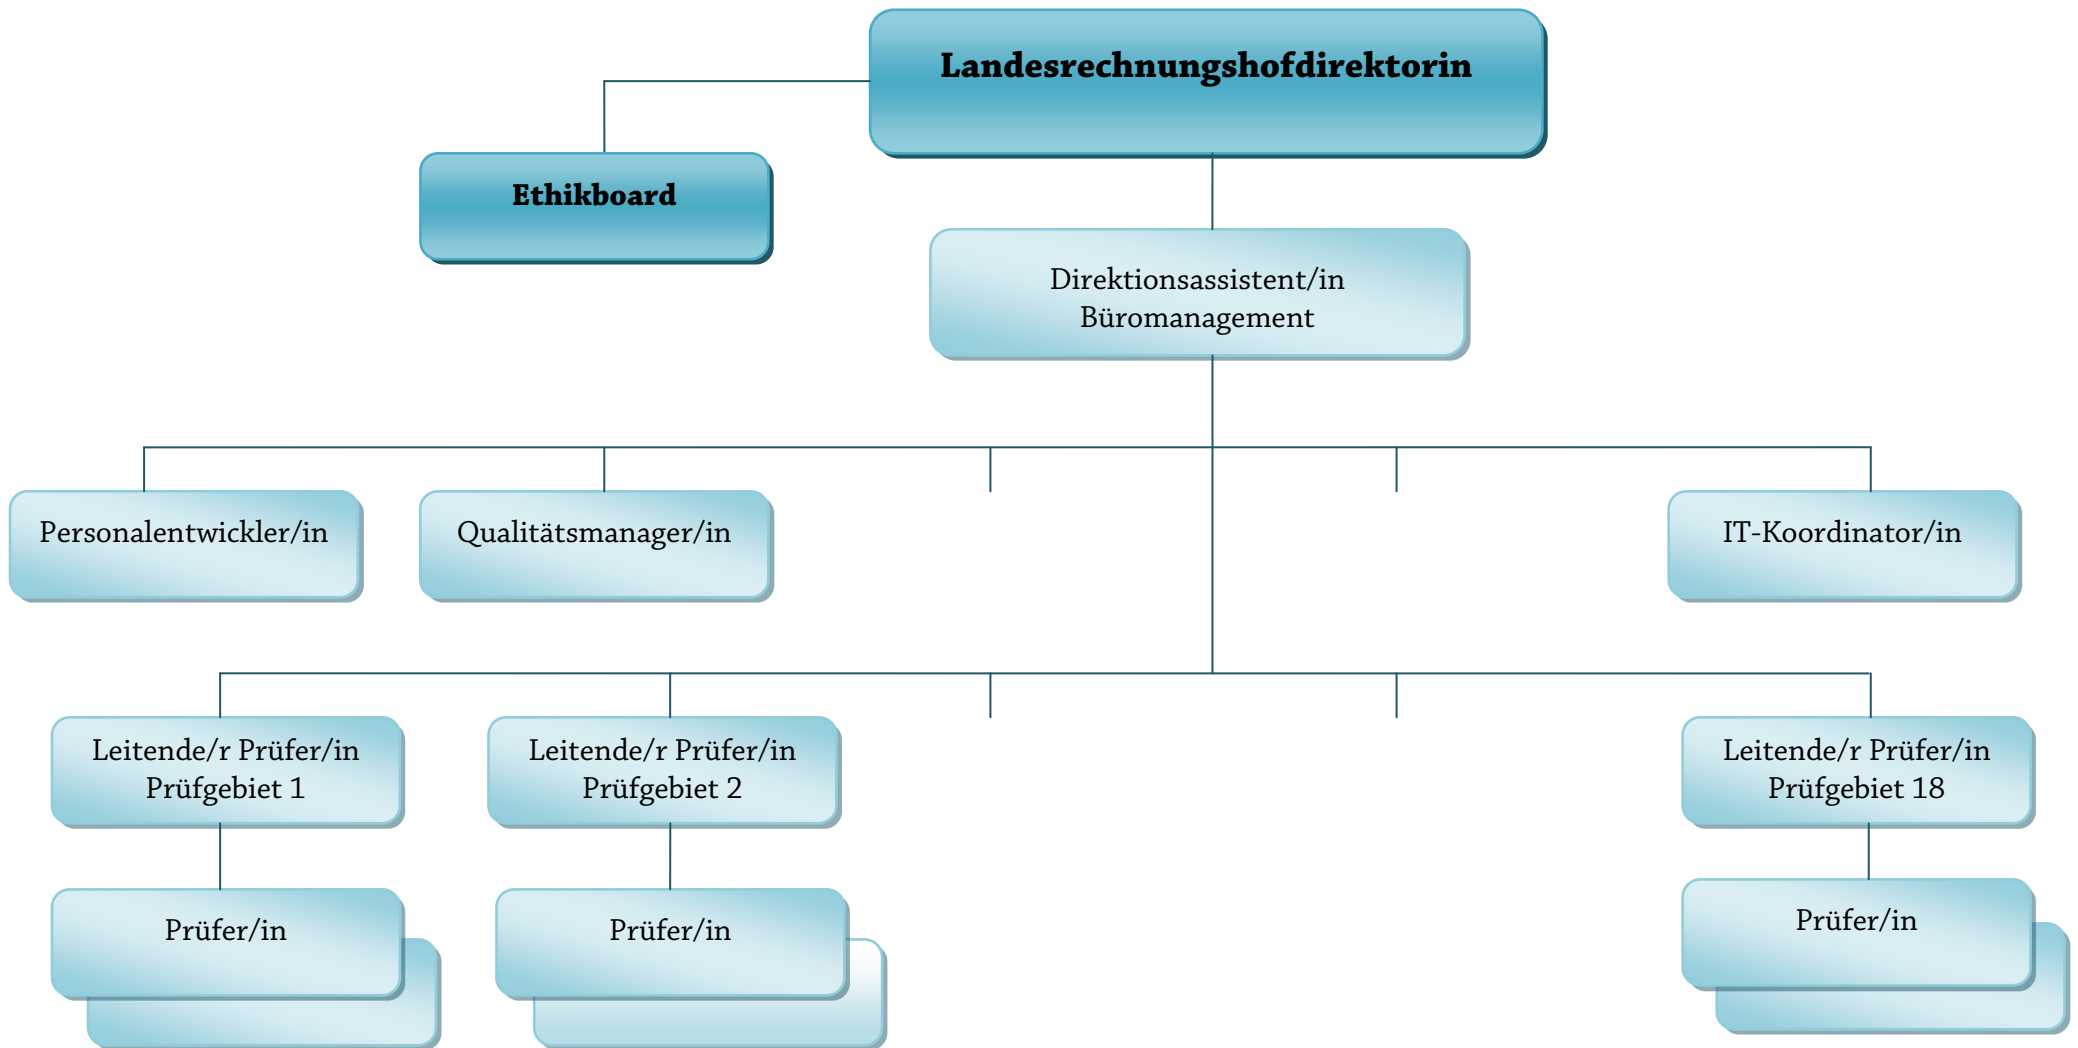 Landesrechnungshofdirektorin
Ethikboard
Direktionsassistent/in
Büromanagement
Personalentwickler/in
Qualitätsmanager/in
IT-Koordinator/in
Leitende/r Prüfer/in
Prüfgebiet 1
Leitende/r Prüfer/in
Prüfgebiet 2
Leitende/r Prüfer/in
Prüfgebiet 18
Prüfer/in
Prüfer/in
Prüfer/in